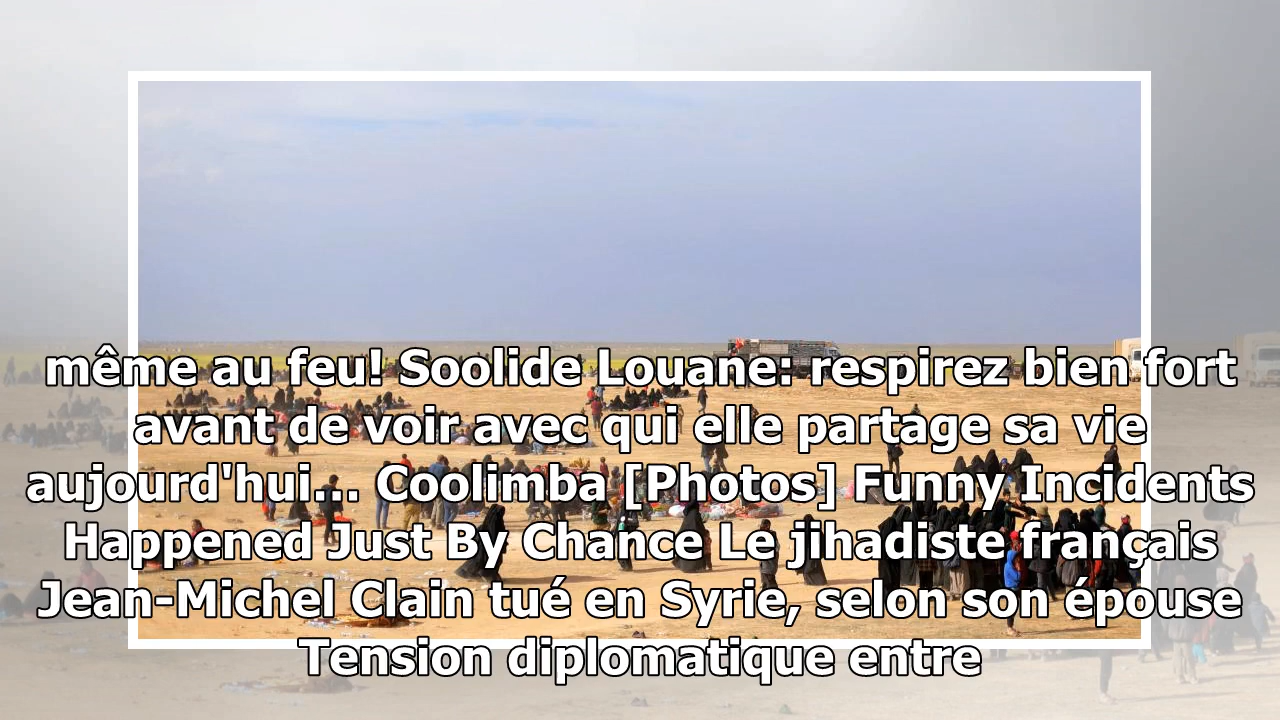 même au feu! Soolide Louane: respirez bien fort
avant de voir avec qui elle partage sa vie
aujourd'hui... Coolimba [Photos] Funny Incidents
Happened Just By Chance Le jihadiste français
Jean-Michel Clain tué en Syrie, selon son épouse
Tension diplomatique entre